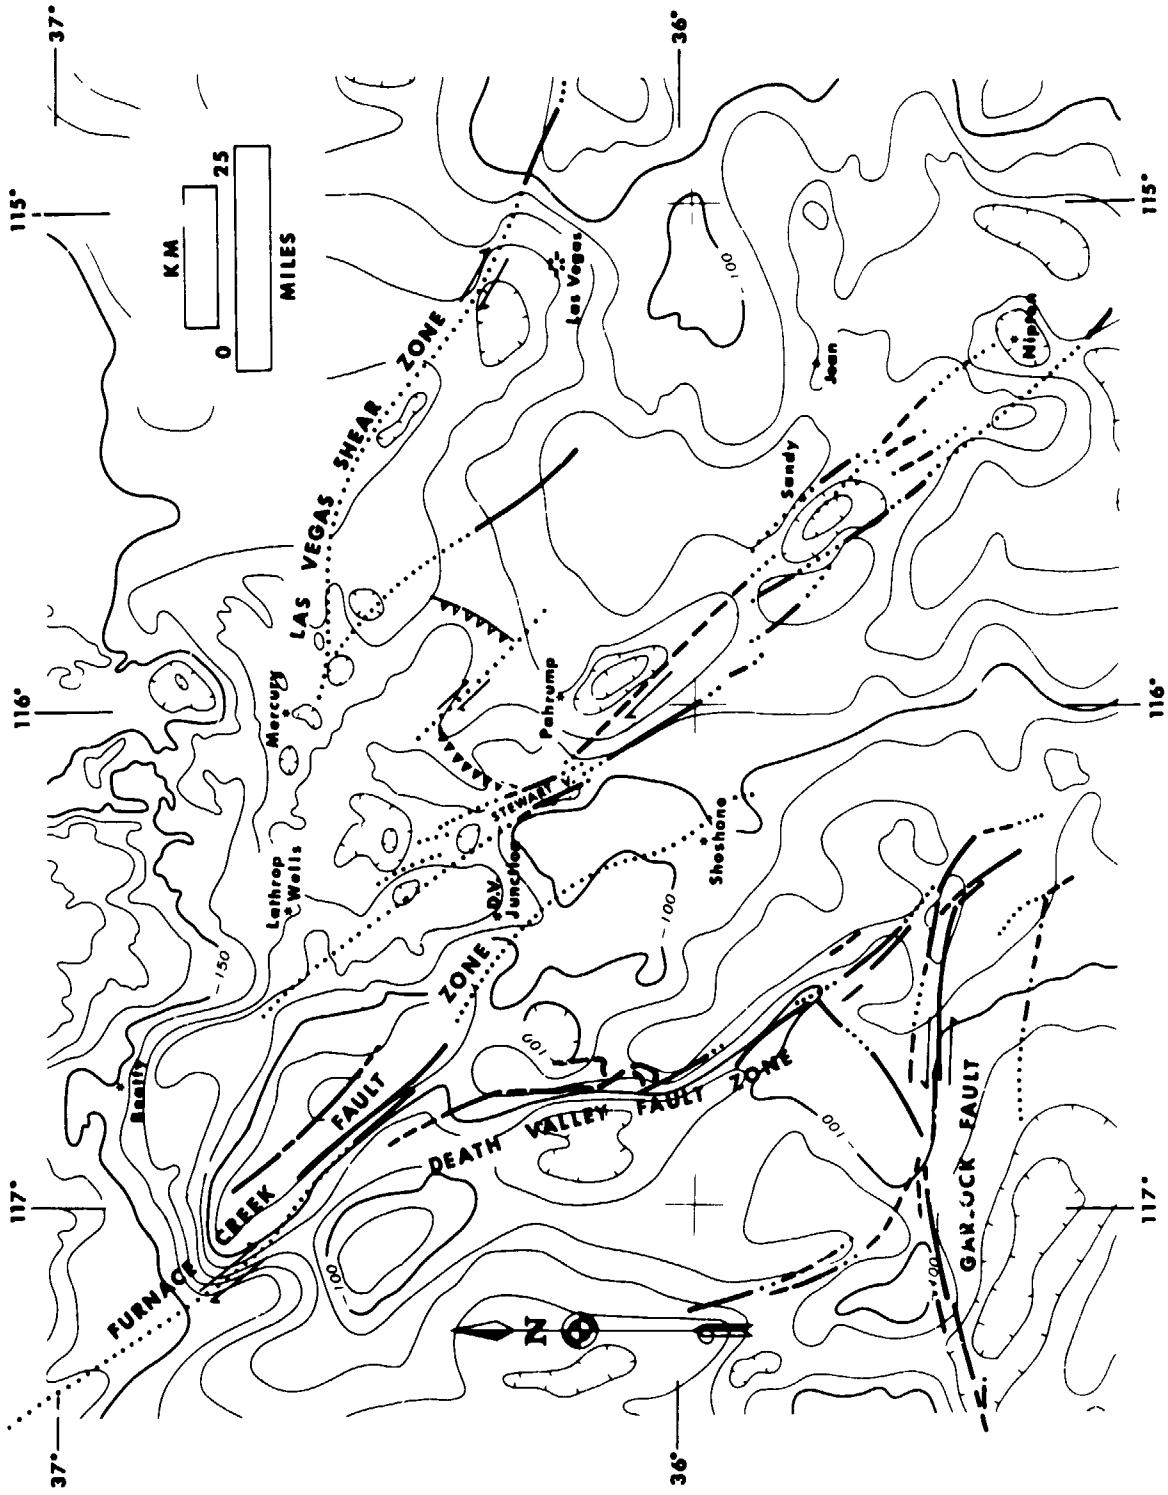 37°
36°
115°
KM
0 25
MILES
115°
LAS VEGAS SHEAR ZONE
Las Vegas
-100
Jean
Nipton
Sandy
116°
Mercury
Pahrump
116°
STEWART
Lathrop
Wells
D.V.
Junction
Shoshone
-100
-150
Beatty
FURNACE CREEK FAULT ZONE
-100
DEATH VALLEY FAULT ZONE
-100
117°
-100
GARLOCK FAULT
117°
-100
N
37°
36°